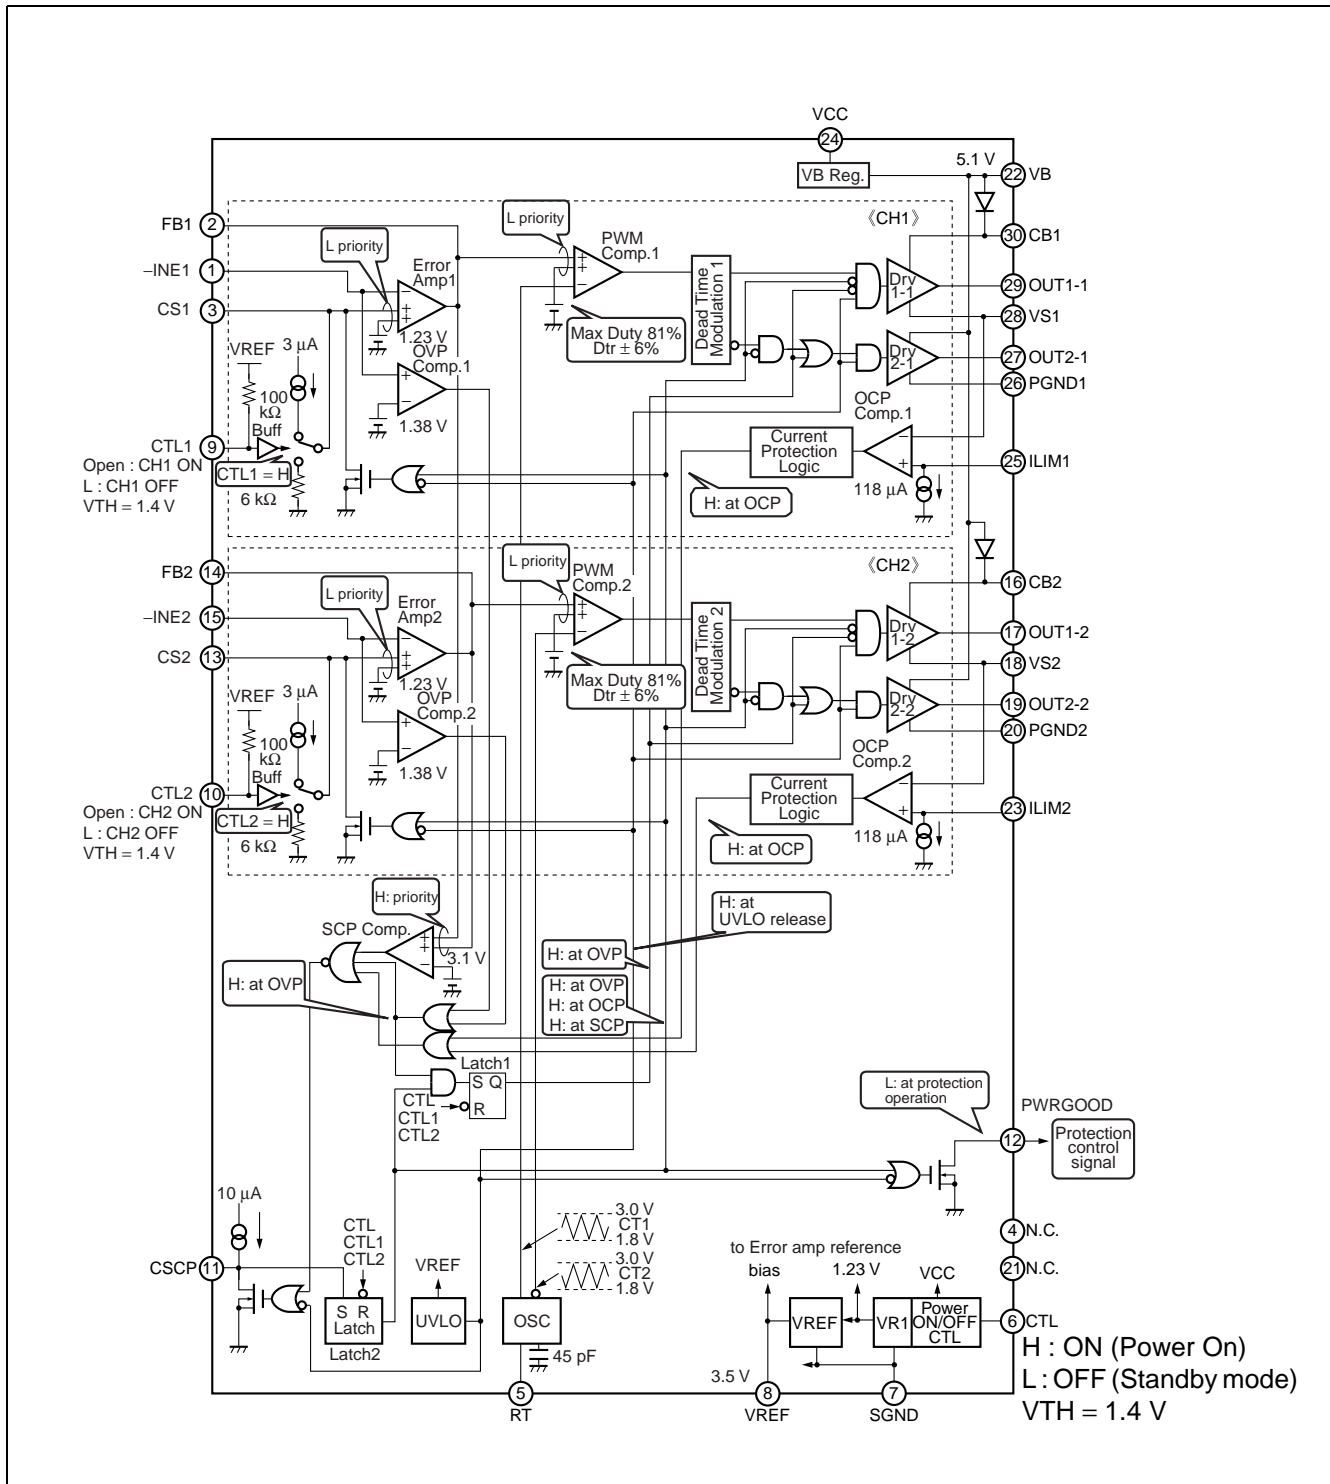 VCC
24
VB Reg.
5.1 V
22 VB
《CH1》
FB1 2
L priority
L priority
PWM
Comp.1
30 CB1
–INE1 1
Error
Amp1
Dead Time
Modulation 1
Drv
1-1
29 OUT1-1
CS1 3
28 VS1
1.23 V
Max Duty 81%
Dtr ± 6%
VREF
3 µA
OVP
Comp.1
Drv
2-1
27 OUT2-1
26 PGND1
100
kΩ
1.38 V
OCP
Comp.1
Buff
CTL1 9
Open : CH1 ON
L : CH1 OFF
VTH = 1.4 V
CTL1 = H
6 kΩ
Current
Protection
Logic
–
+
25 ILIM1
118 µA
H: at OCP
《CH2》
FB2 14
L priority
L priority
PWM
Comp.2
16 CB2
–INE2 15
Error
Amp2
Dead Time
Modulation 2
Drv
1-2
17 OUT1-2
CS2 13
18 VS2
1.23 V
Max Duty 81%
Dtr ± 6%
VREF
3 µA
OVP
Comp.2
Drv
2-2
19 OUT2-2
20 PGND2
100
kΩ
1.38 V
OCP
Comp.2
Buff
CTL2 10
Open : CH2 ON
L : CH2 OFF
VTH = 1.4 V
CTL2 = H
6 kΩ
Current
Protection
Logic
–
+
23 ILIM2
118 µA
H: at OCP
H: priority
SCP Comp.
3.1 V
H: at
UVLO release
H: at OVP
H: at OVP
H: at OVP
H: at OCP
H: at SCP
Latch1
S Q
R
CTL
CTL1
CTL2
L: at protection
operation
PWRGOOD
12
Protection
control
signal
10 µA
CTL
CTL1
CTL2
3.0 V
CT1
1.8 V
3.0 V
CT2
1.8 V
4 N.C.
21 N.C.
CSCP 11
S R
Latch
Latch2
VREF
UVLO
OSC
45 pF
to Error amp reference
bias
1.23 V
VCC
VREF
VR1
Power
ON/OFF
CTL
6 CTL
H : ON (Power On)
L : OFF (Standby mode)
VTH = 1.4 V
3.5 V
5
RT
8
VREF
7
SGND